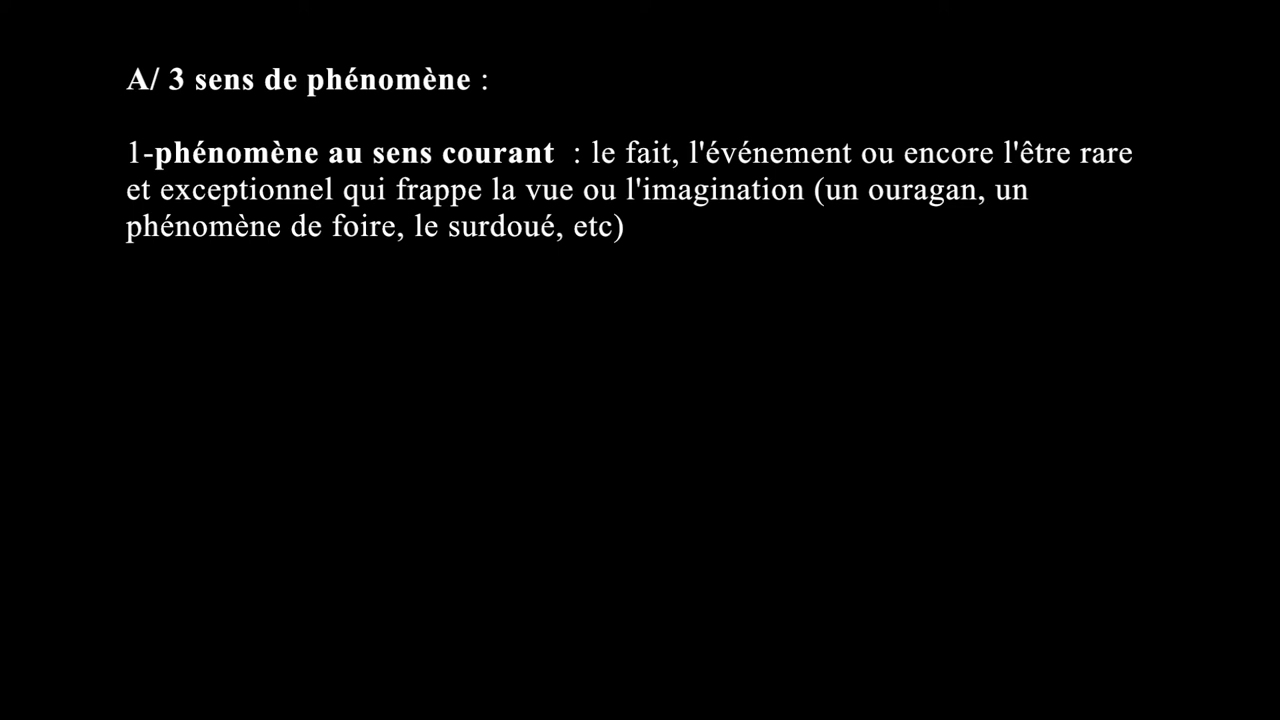 A/ 3 sens de phénomène :
1-phénomène au sens courant  : le fait, l'événement ou encore l'être rare
et exceptionnel qui frappe la vue ou l'imagination (un ouragan, un
phénomène de foire, le surdoué, etc)